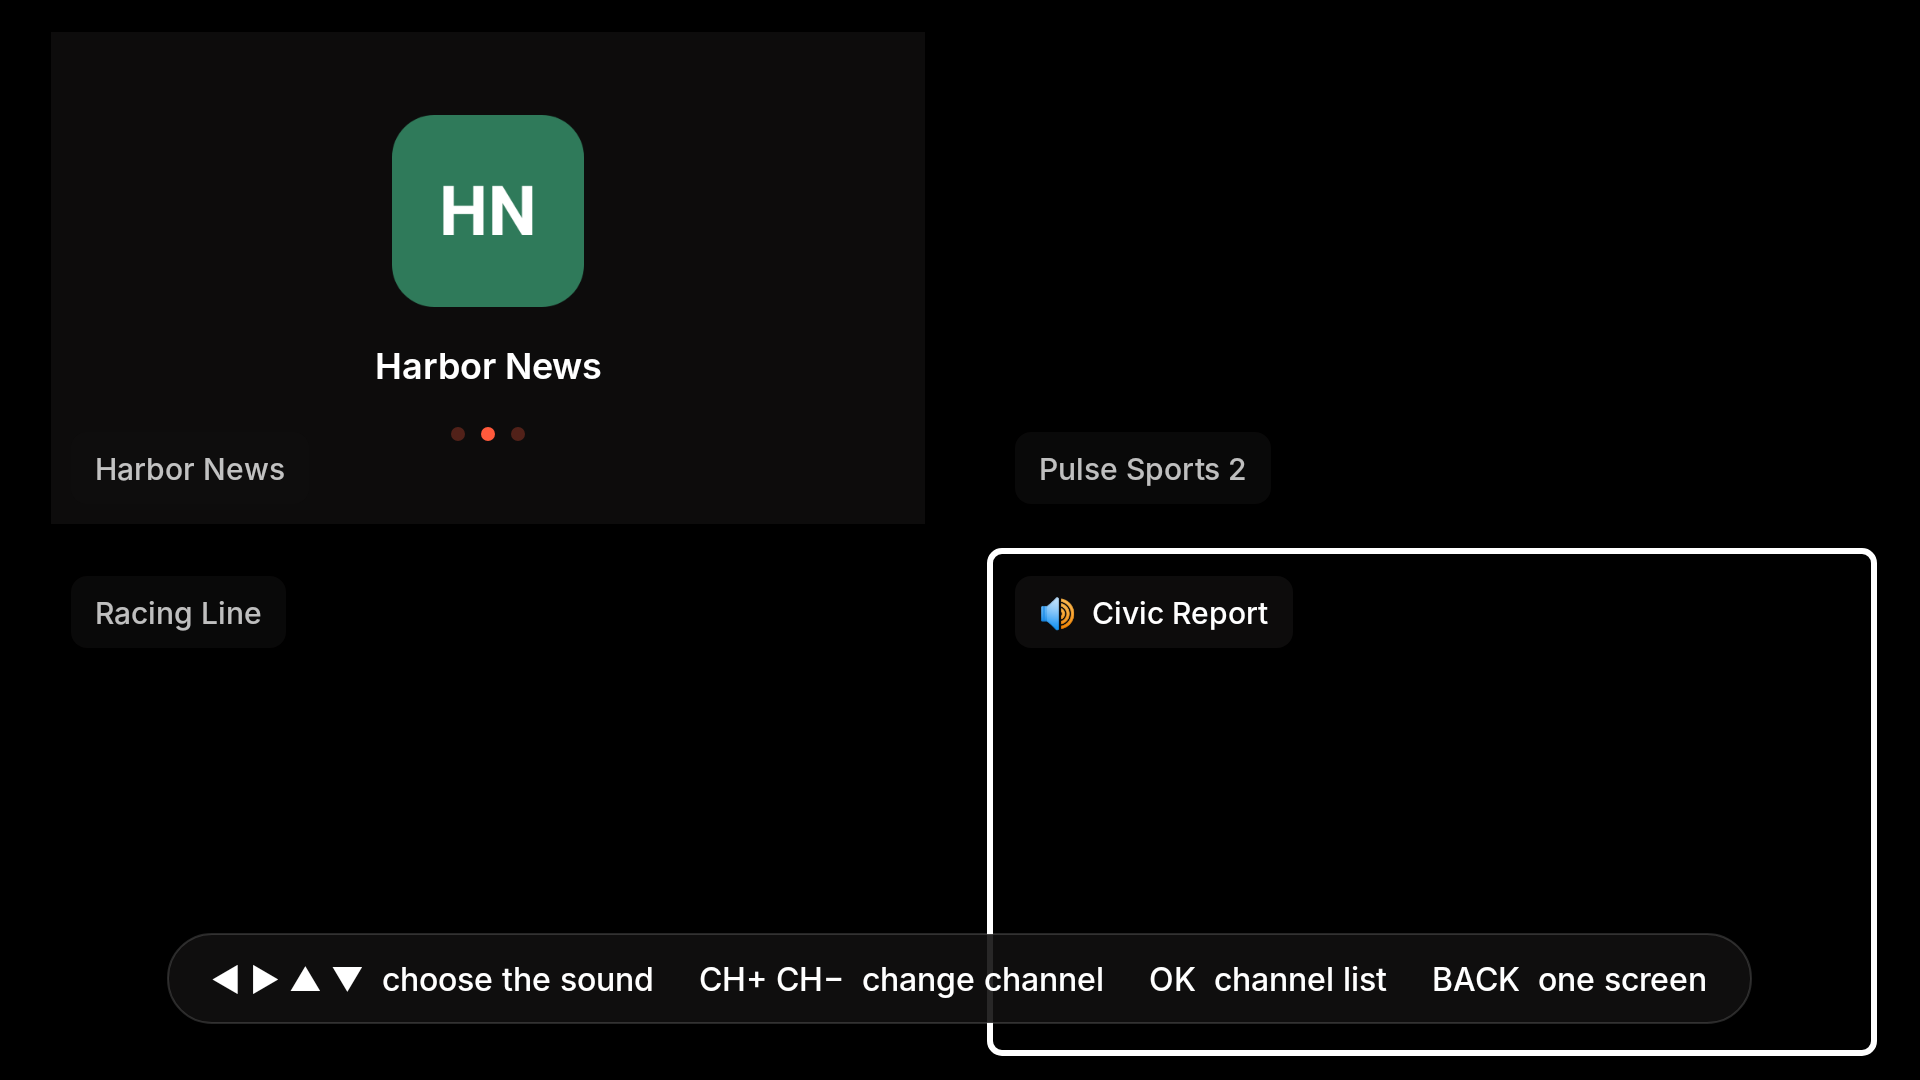 HN
Harbor News
Harbor News
Pulse Sports 2
Racing Line
🔊 Civic Report
◀ ▶ ▲ ▼ choose the sound CH+ CH− change channel OK channel list BACK one screen